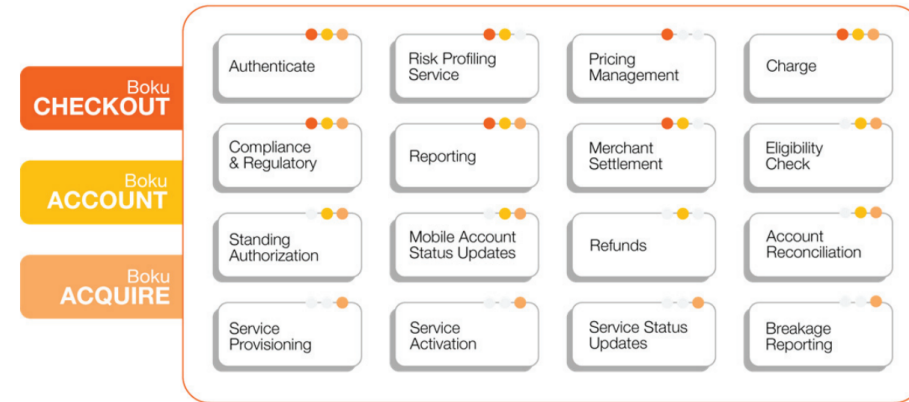 Boku
CHECKOUT
Boku
ACCOUNT
Boku
ACQUIRE
Authenticate
Risk Profiling
Service
Pricing
Management
Charge
Compliance
& Regulatory
Reporting
Merchant
Settlement
Eligibility
Check
Standing
Authorization
Mobile Account
Status Updates
Refunds
Account
Reconciliation
Service
Provisioning
Service
Activation
Service Status
Updates
Breakage
Reporting